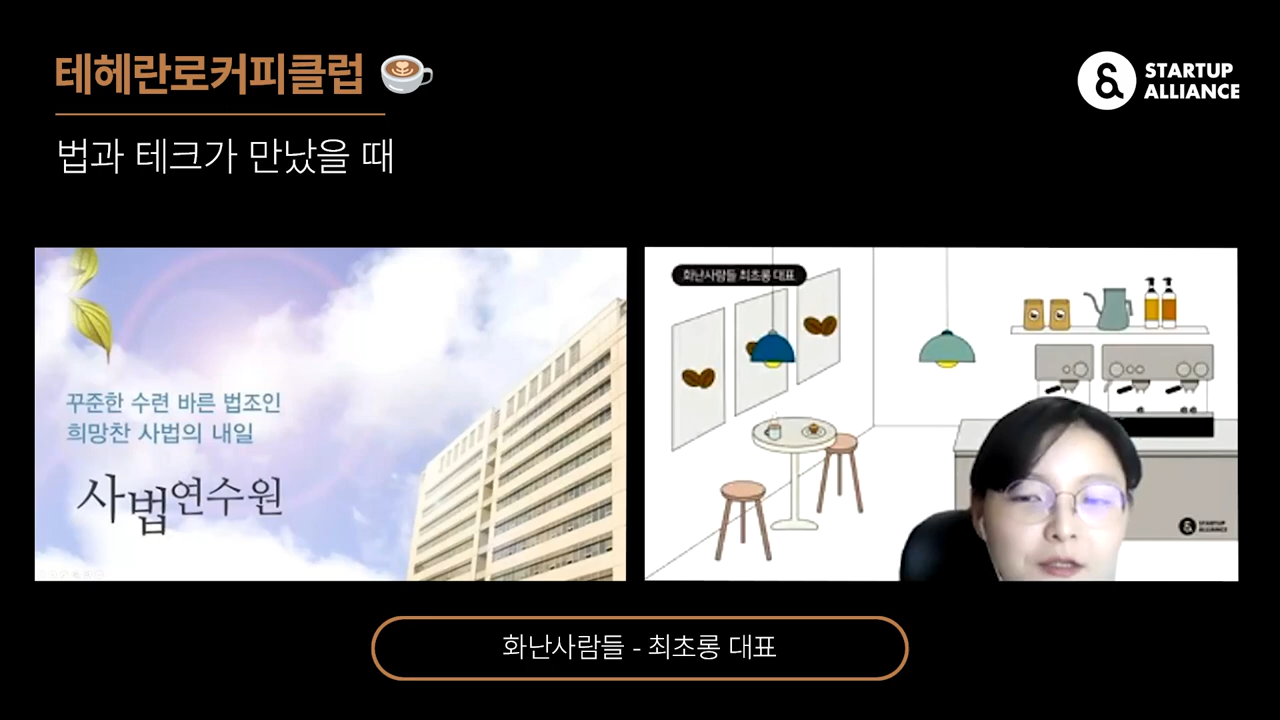 테헤란로커피클럽
STARTUP
ALLIANCE
법과 테크가 만났을 때
꾸준한 수련 바른 법조인
희망찬 사법의 내일
사법연수원
화난사람들 최초롱 대표
STARTUP
ALLIANCE
화난사람들 - 최초롱 대표